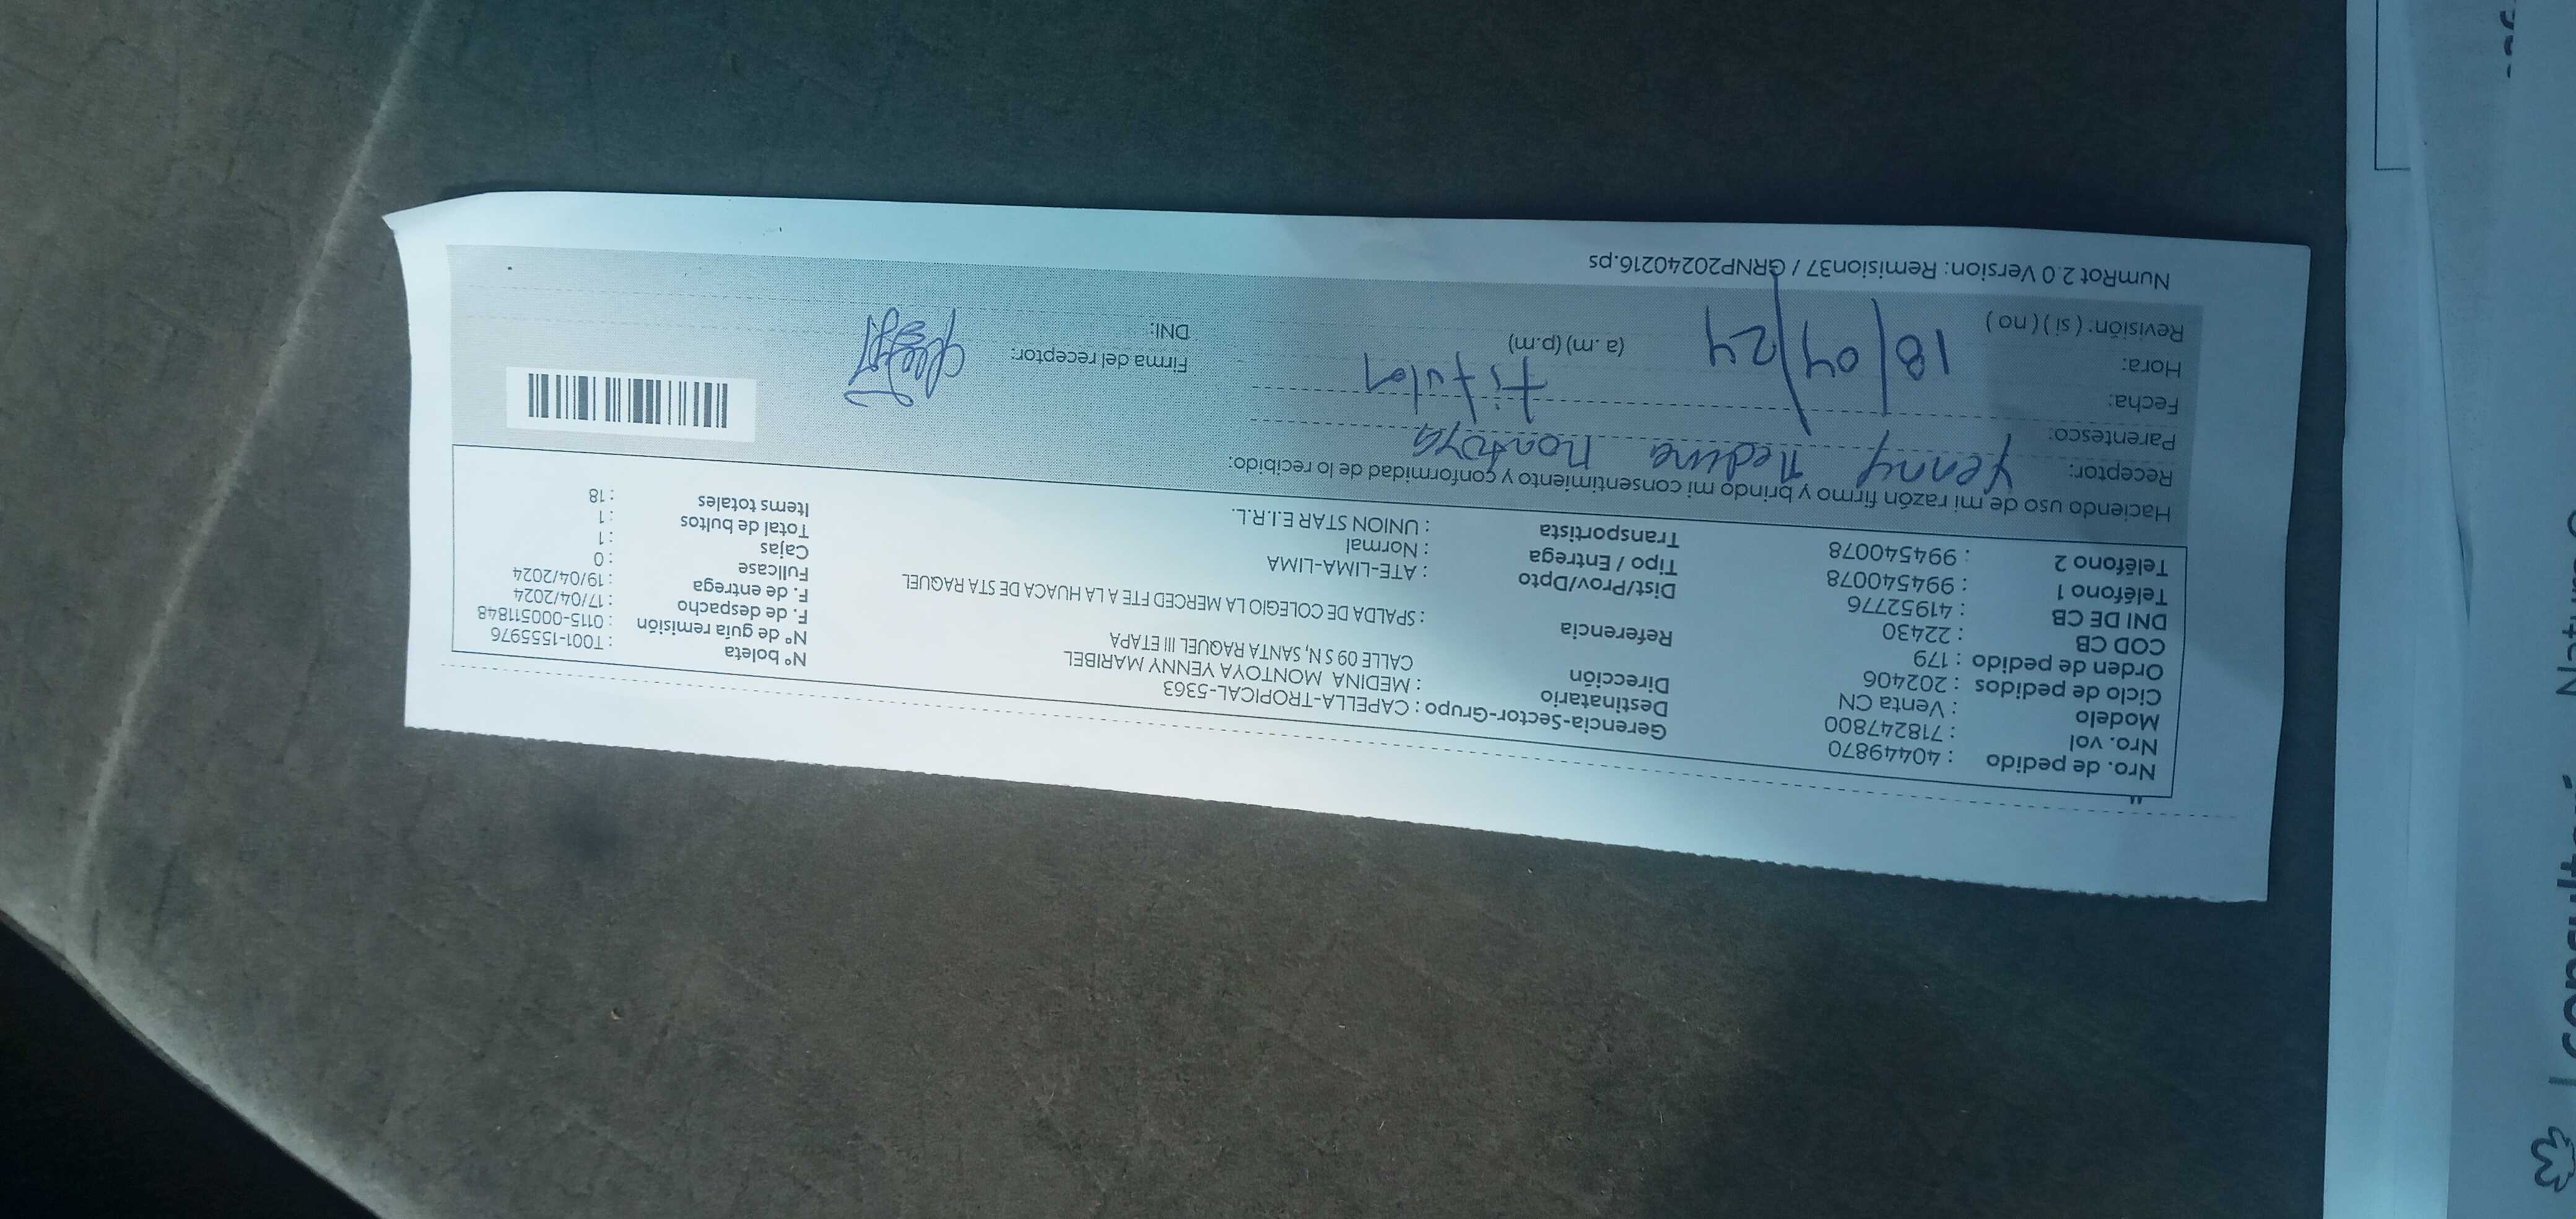 Nro. de pedido : 40449870
Nro. vol : 718247800
Modelo : Venta CN
Ciclo de pedidos : 202406
Orden de pedido : 179
COD CB : 22430
DNI DE CB : 41952776
Teléfono 1 : 994540078
Teléfono 2 : 994540078
Gerencia-Sector-Grupo : CAPELLA-TROPICAL-5363
Destinatario : MEDINA MONTOYA YENNY MARIBEL
Dirección CALLE 09 S N, SANTA RAQUEL III ETAPA
Referencia : SPALDA DE COLEGIO LA MERCED FTE A LA HUACA DE STA RAQUEL
Dist/Prov/Dpto : ATE-LIMA-LIMA
Tipo / Entrega : Normal
Transportista : UNION STAR E.I.R.L.
Nº boleta : T001-1555976
Nº de guía remisión : 0115-000511848
F. de despacho : 17/04/2024
F. de entrega : 19/04/2024
Fullcase : 0
Cajas : 1
Total de bultos : 1
Items totales : 18
Haciendo uso de mi razón firmo y brindo mi consentimiento y conformidad de lo recibido:
Receptor: Yenny Medina Montoya
Parentesco: titular
Fecha: 18/04/24
Hora: (a.m) (p.m)
Revisión: ( si ) ( no )
Firma del receptor:
DNI:
NumRot 2.0 Version: Remision37 / GRNP20240216.ps